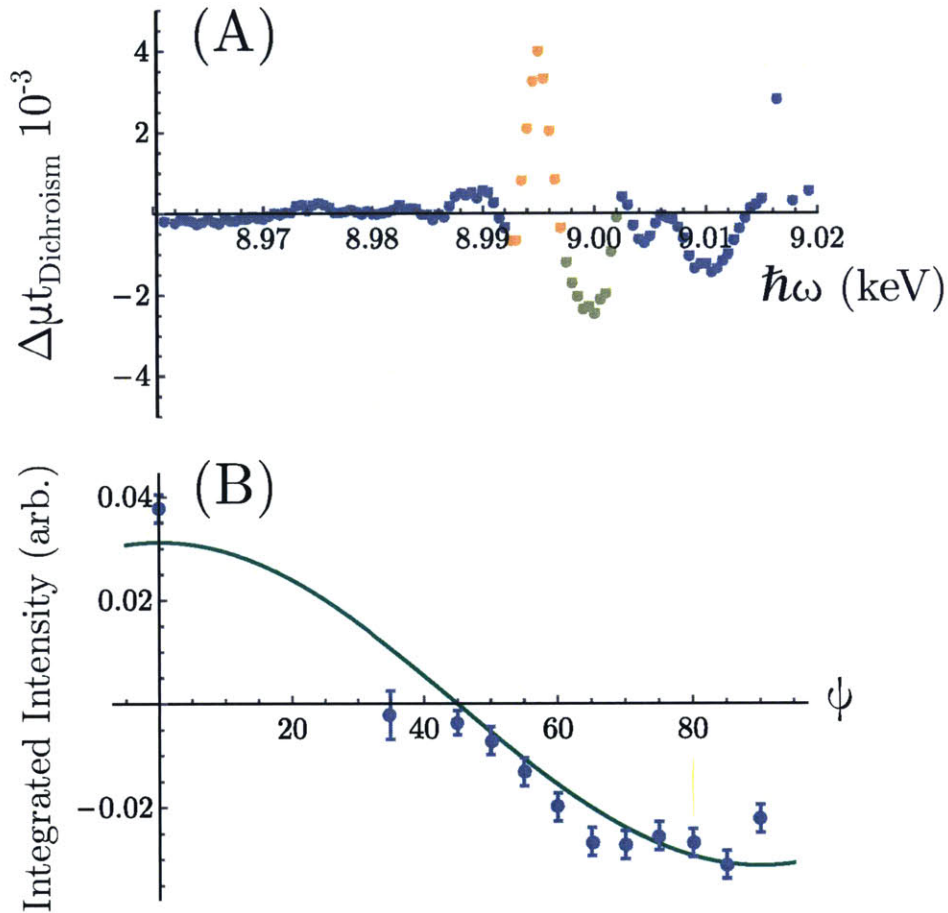 (A)
4
2
−2
−4
Δμt_Dichroism 10^-3
8.97 8.98 8.99 9.00 9.01 9.02
ħω (keV)
(B)
0.04
0.02
−0.02
Integrated Intensity (arb.)
20 40 60 80
ψ